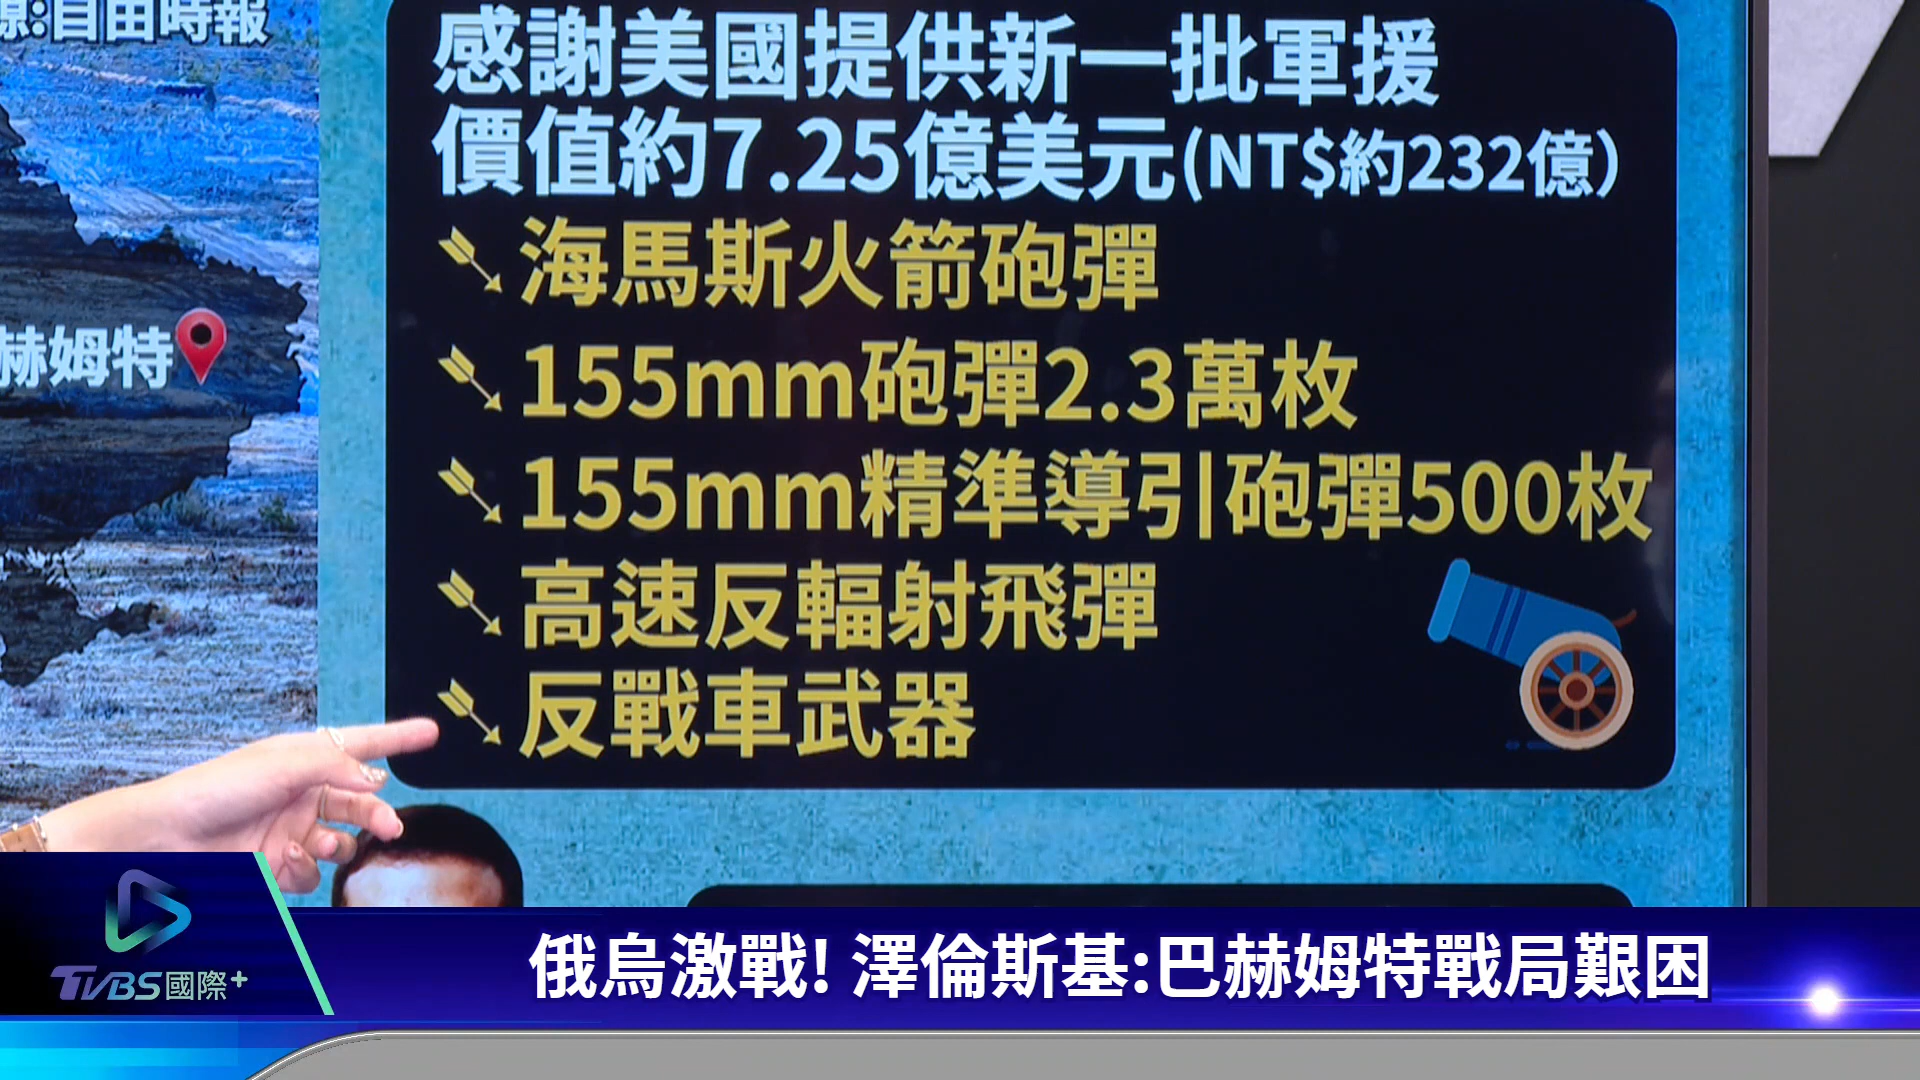 源:自由時報
感謝美國提供新一批軍援
價值約7.25億美元(NT$約232億)
海馬斯火箭砲彈
155mm砲彈2.3萬枚
赫姆特
155mm精準導引砲彈500枚
高速反輻射飛彈
反戰車武器
俄烏激戰! 澤倫斯基:巴赫姆特戰局艱困
TVBS國際+